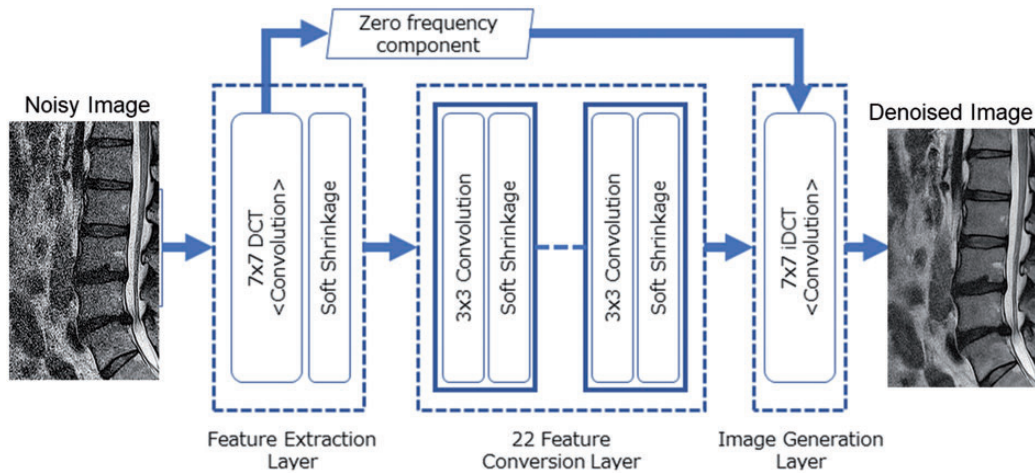 Zero frequency
component
Noisy Image
Denoised Image
7x7 DCT
<Convolution>
Soft Shrinkage
3x3 Convolution
Soft Shrinkage
3x3 Convolution
Soft Shrinkage
7x7 iDCT
<Convolution>
Feature Extraction
Layer
22 Feature
Conversion Layer
Image Generation
Layer